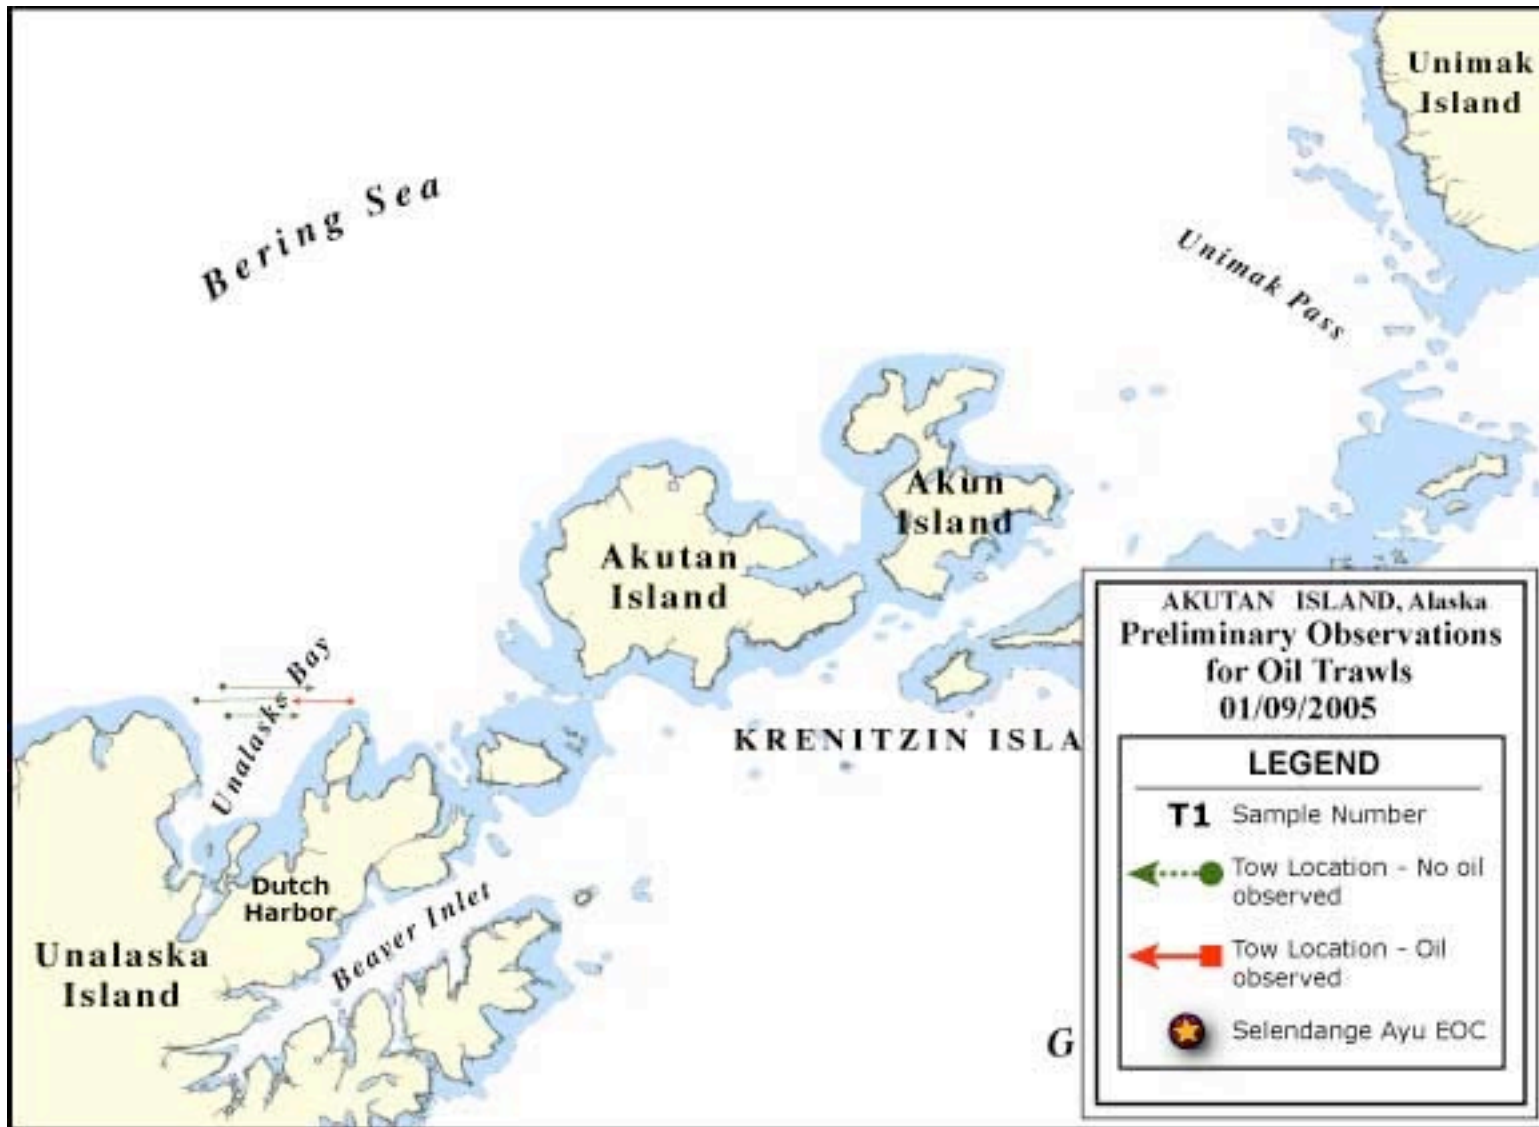 Unimak
Island
Bering Sea
Unimak Pass
Akun
Island
Akutan
Island
Unalasks Bay
KRENITZIN ISLA
Dutch
Harbor
Beaver Inlet
Unalaska
Island
G
AKUTAN ISLAND, Alaska
Preliminary Observations
for Oil Trawls
01/09/2005
LEGEND
T1 Sample Number
Tow Location - No oil
observed
Tow Location - Oil
observed
Selendange Ayu EOC